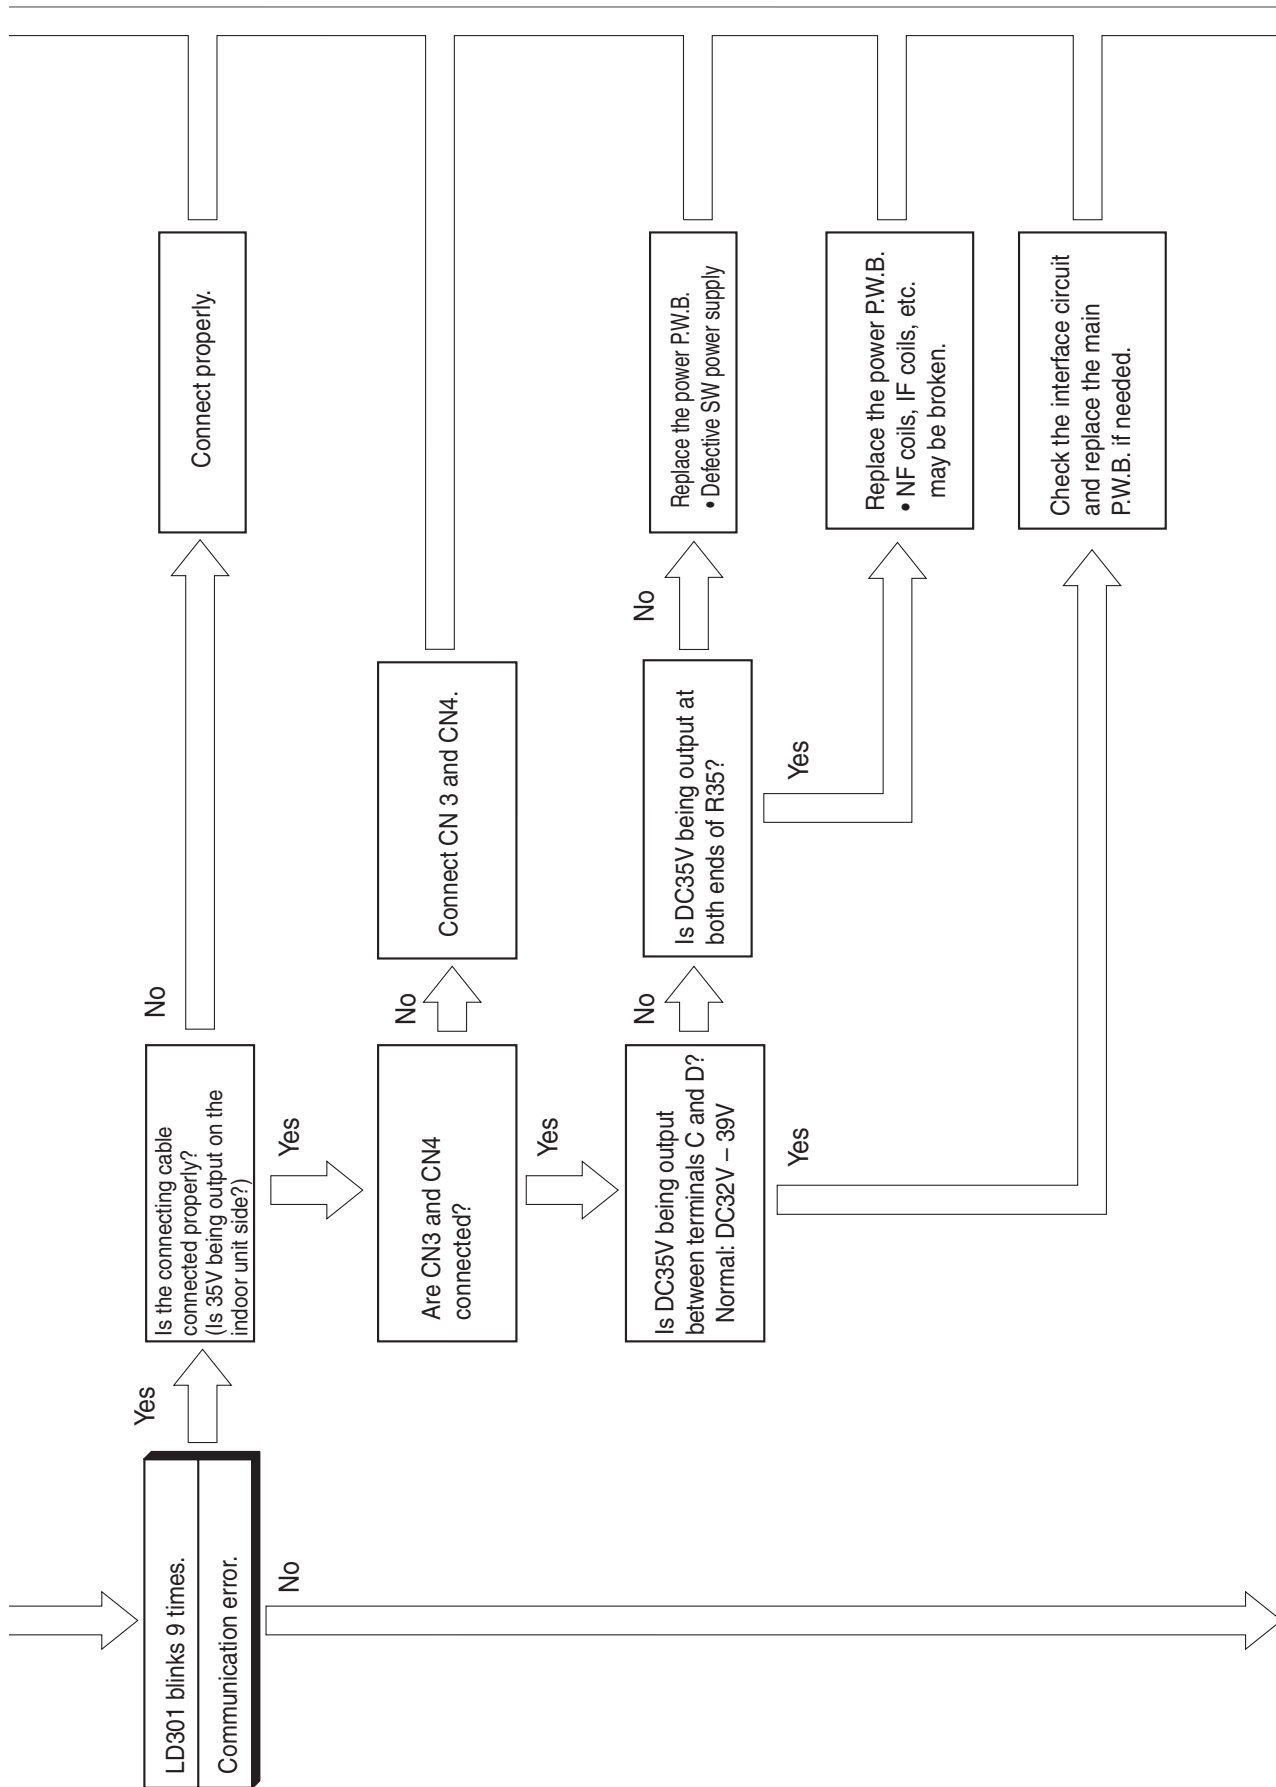 LD301 blinks 9 times.
Communication error.
Yes
No
Is the connecting cable
connected properly?
(Is 35V being output on the
indoor unit side?)
No
Connect properly.
Yes
Are CN3 and CN4
connected?
No
Connect CN 3 and CN4.
Yes
Is DC35V being output
between terminals C and D?
Normal: DC32V – 39V
No
Is DC35V being output at
both ends of R35?
No
Replace the power P.W.B.
• Defective SW power supply
Yes
Replace the power P.W.B.
• NF coils, IF coils, etc.
may be broken.
Yes
Check the interface circuit
and replace the main
P.W.B. if needed.